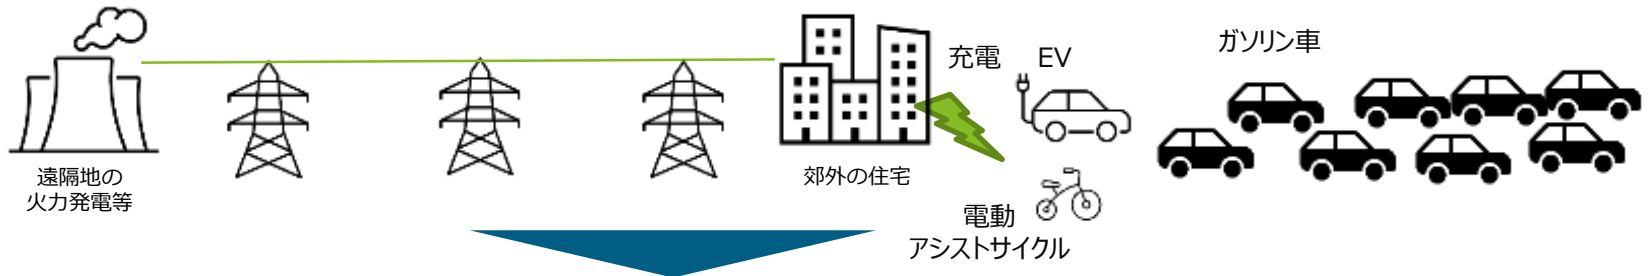 遠隔地の
火力発電等
郊外の住宅
充電
EV
電動
アシストサイクル
ガソリン車